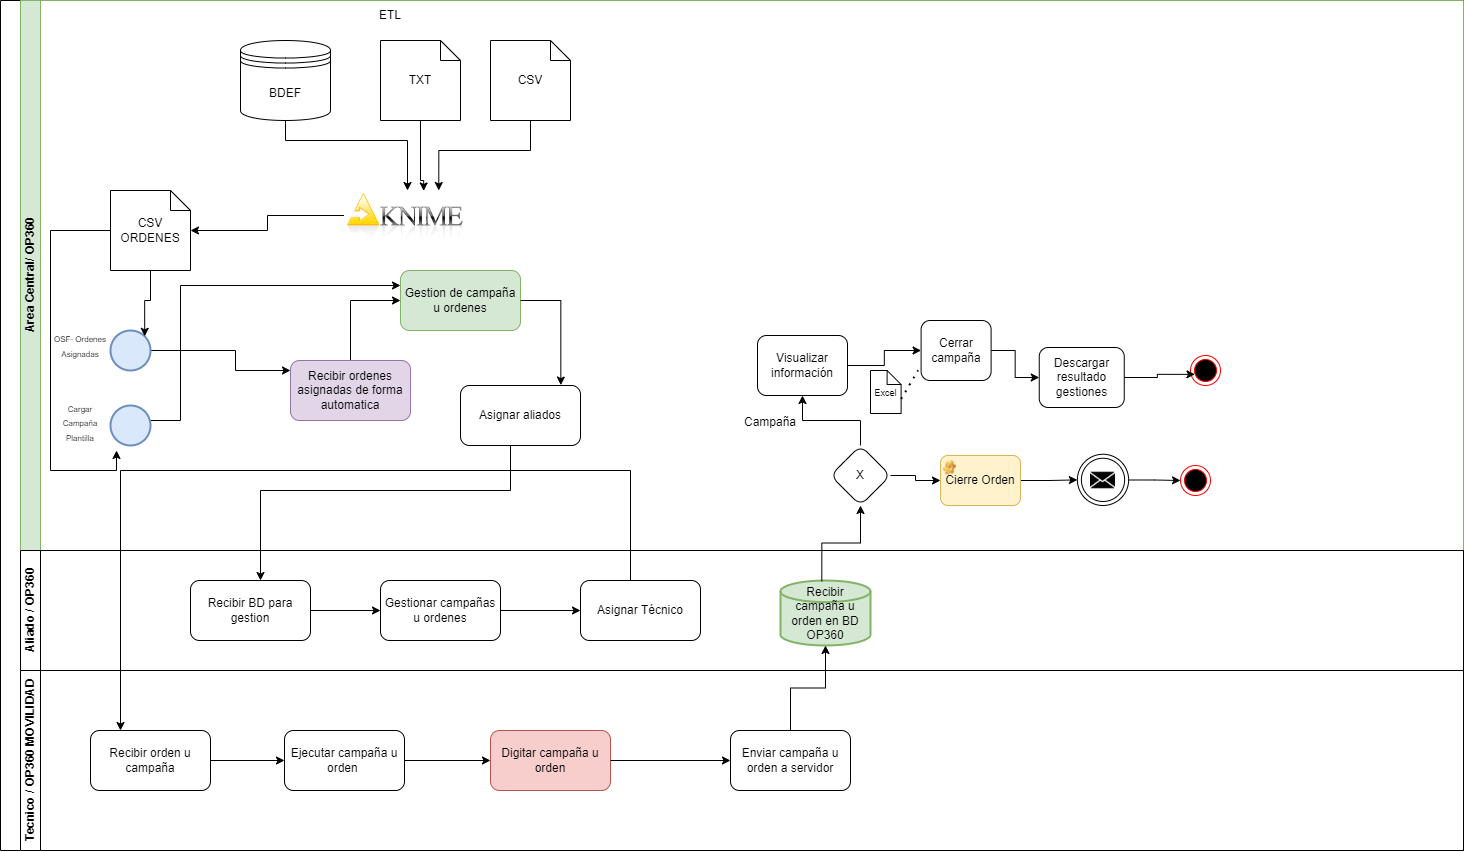 ETL
BDEF
TXT
CSV
KNIME
CSV
ORDENES
Area Central/ OP360
OSF- Ordenes
Asignadas
Cargar
Campaña
Plantilla
Gestion de campaña
u ordenes
Recibir ordenes
asignadas de forma
automatica
Asignar aliados
Visualizar
información
Excel
Cerrar
campaña
Descargar
resultado
gestiones
Campaña
X
Cierre Orden
Aliado / OP360
Recibir BD para
gestion
Gestionar campañas
u ordenes
Asignar Técnico
Recibir
campaña u
orden en BD
OP360
Tecnico / OP360 MOVILIDAD
Recibir orden u
campaña
Ejecutar campaña u
orden
Digitar campaña u
orden
Enviar campaña u
orden a servidor